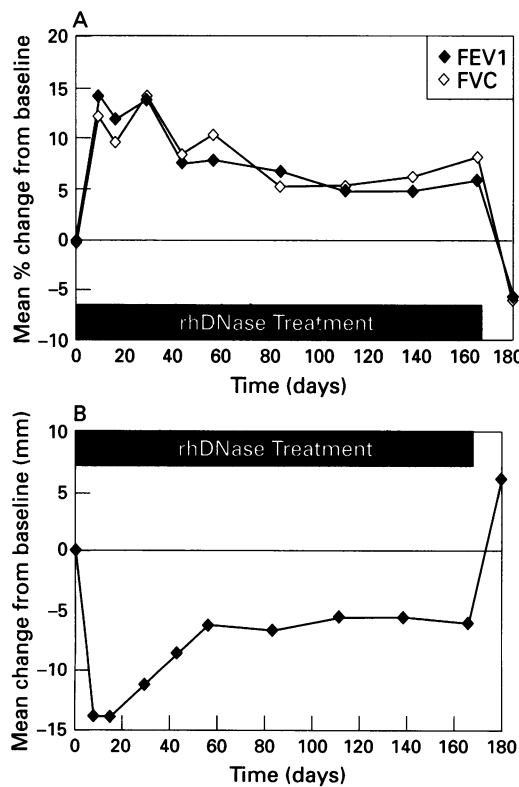 A
20
FEV1
FVC
15
10
5
0
−5
−10
Mean % change from baseline
rhDNase Treatment
0 20 40 60 80 100 120 140 160 180
Time (days)
B
10
rhDNase Treatment
5
0
−5
−10
−15
Mean change from baseline (mm)
0 20 40 60 80 100 120 140 160 180
Time (days)